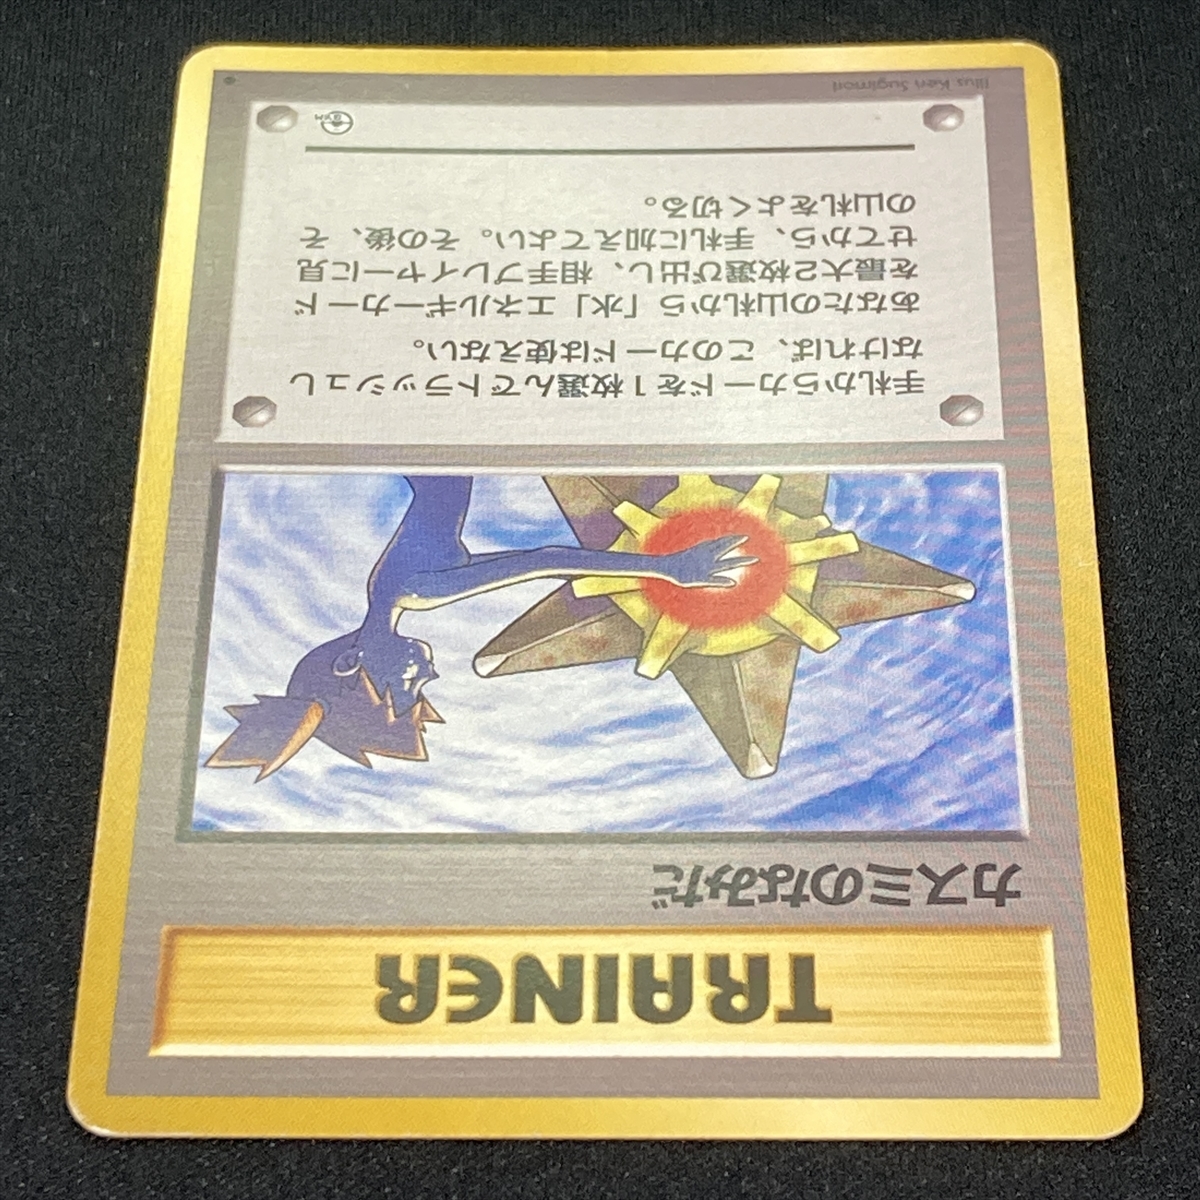 TRAINER
カスミのなみだ
手札からカードを1枚選んでトラッシュし
なければ、このカードは使えない。
あなたの山札から「水」エネルギーカード
を最大2枚選び出し、相手プレイヤーに見
せてから、手札に加えてよい。その後、そ
の山札をよく切る。
GYM
Illus. Ken Sugimori